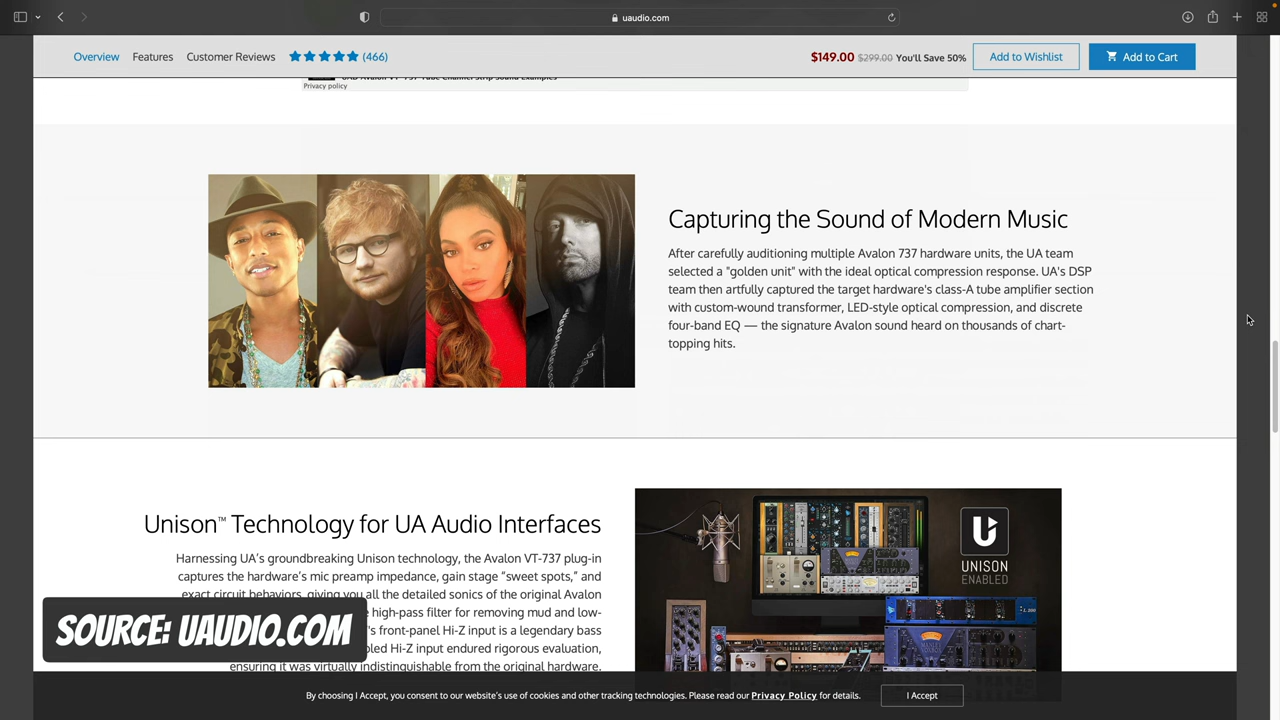 uaudio.com
Overview Features Customer Reviews (466) $149.00 $299.00 You'll Save 50% Add to Wishlist Add to Cart
UAD Avalon VT-737 Tube Channel Strip Sound Examples
Privacy policy
Capturing the Sound of Modern Music
After carefully auditioning multiple Avalon 737 hardware units, the UA team
selected a "golden unit" with the ideal optical compression response. UA's DSP
team then artfully captured the target hardware's class-A tube amplifier section
with custom-wound transformer, LED-style optical compression, and discrete
four-band EQ — the signature Avalon sound heard on thousands of chart-
topping hits.
Unison™ Technology for UA Audio Interfaces
Harnessing UA's groundbreaking Unison technology, the Avalon VT-737 plug-in
captures the hardware's mic preamp impedance, gain stage “sweet spots,” and
exact circuit behaviors, giving you all the detailed sonics of the original Avalon
high-pass filter for removing mud and low-
's front-panel Hi-Z input is a legendary bass
bled Hi-Z input endured rigorous evaluation,
ensuring it was virtually indistinguishable from the original hardware.
UNISON
ENABLED
SOURCE: UAUDIO.COM
By choosing I Accept, you consent to our website's use of cookies and other tracking technologies. Please read our Privacy Policy for details. I Accept